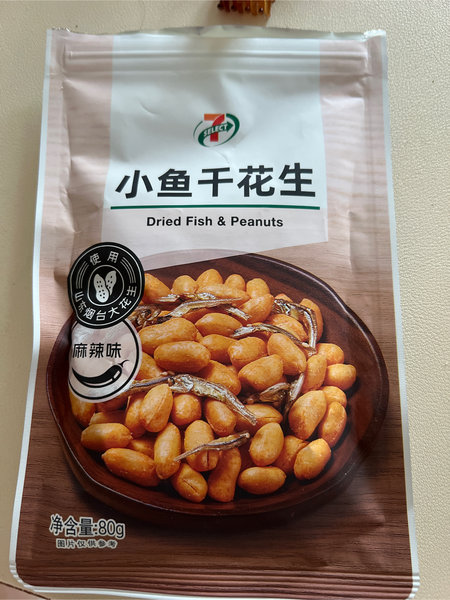 7
SELECT
小鱼干花生
Dried Fish & Peanuts
使用
山东烟台大花生
麻辣味
净含量:80g
图片仅供参考